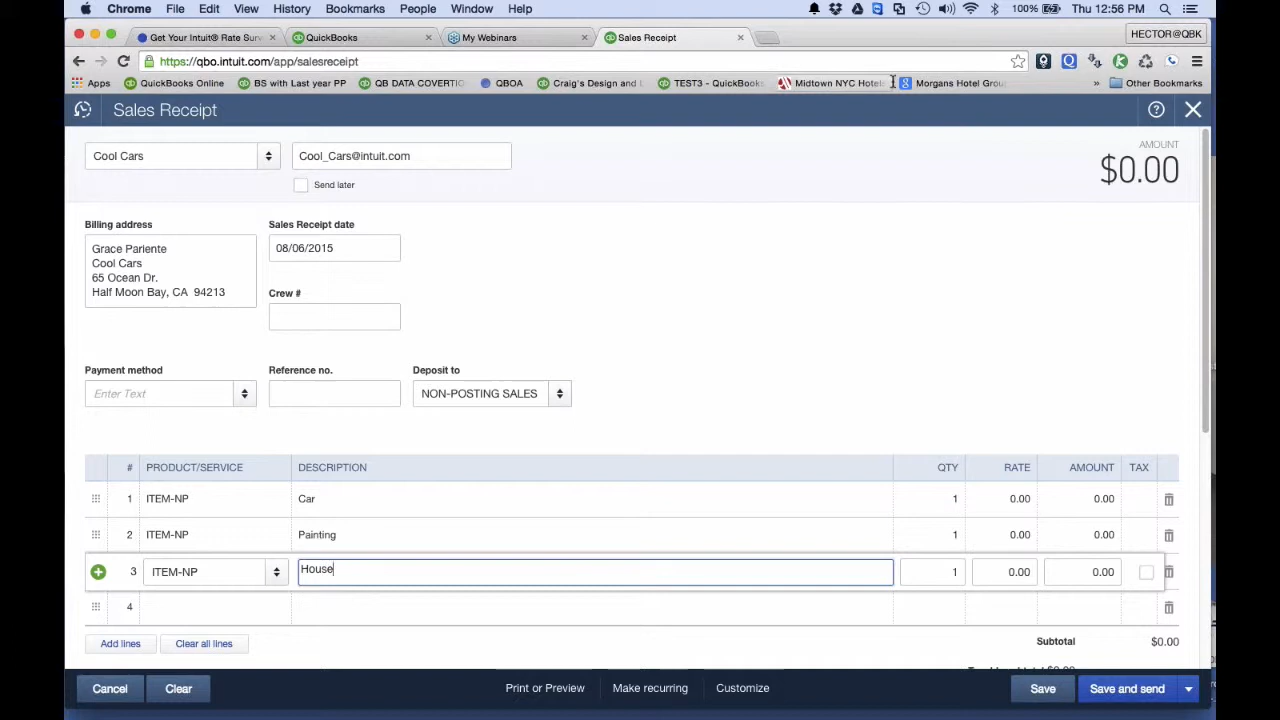 Chrome File Edit View History Bookmarks People Window Help 100% Thu 12:56 PM
Get Your Intuit® Rate Surv QuickBooks My Webinars Sales Receipt HECTOR@QBK
https://qbo.intuit.com/app/salesreceipt
Apps QuickBooks Online BS with Last year PP QB DATA COVERTIO QBOA Craig's Design and L TEST3 - QuickBooks Midtown NYC Hotels Morgans Hotel Grou » Other Bookmarks
Sales Receipt
AMOUNT
Cool Cars Cool_Cars@intuit.com $0.00
Send later
Billing address Sales Receipt date
Grace Pariente 08/06/2015
Cool Cars
65 Ocean Dr.
Half Moon Bay, CA 94213
Crew #
Payment method Reference no. Deposit to
Enter Text NON-POSTING SALES
# PRODUCT/SERVICE DESCRIPTION QTY RATE AMOUNT TAX
1 ITEM-NP Car 1 0.00 0.00
2 ITEM-NP Painting 1 0.00 0.00
3 ITEM-NP House 1 0.00 0.00
4
Add lines Clear all lines Subtotal $0.00
Cancel Clear Print or Preview Make recurring Customize Save Save and send